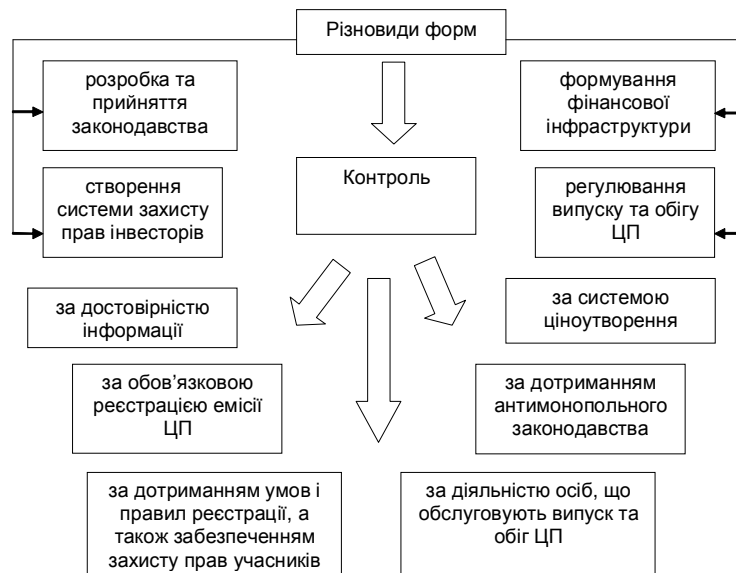 Різновиди форм
розробка та
прийняття
законодавства
формування
фінансової
інфраструктури
Контроль
створення
системи захисту
прав інвесторів
регулювання
випуску та обігу
ЦП
за достовірністю
інформації
за системою
ціноутворення
за обов’язковою
реєстрацією емісії
ЦП
за дотриманням
антимонопольного
законодавства
за дотриманням умов і
правил реєстрації, а
також забезпеченням
захисту прав учасників
за діяльністю осіб, що
обслуговують випуск та
обіг ЦП